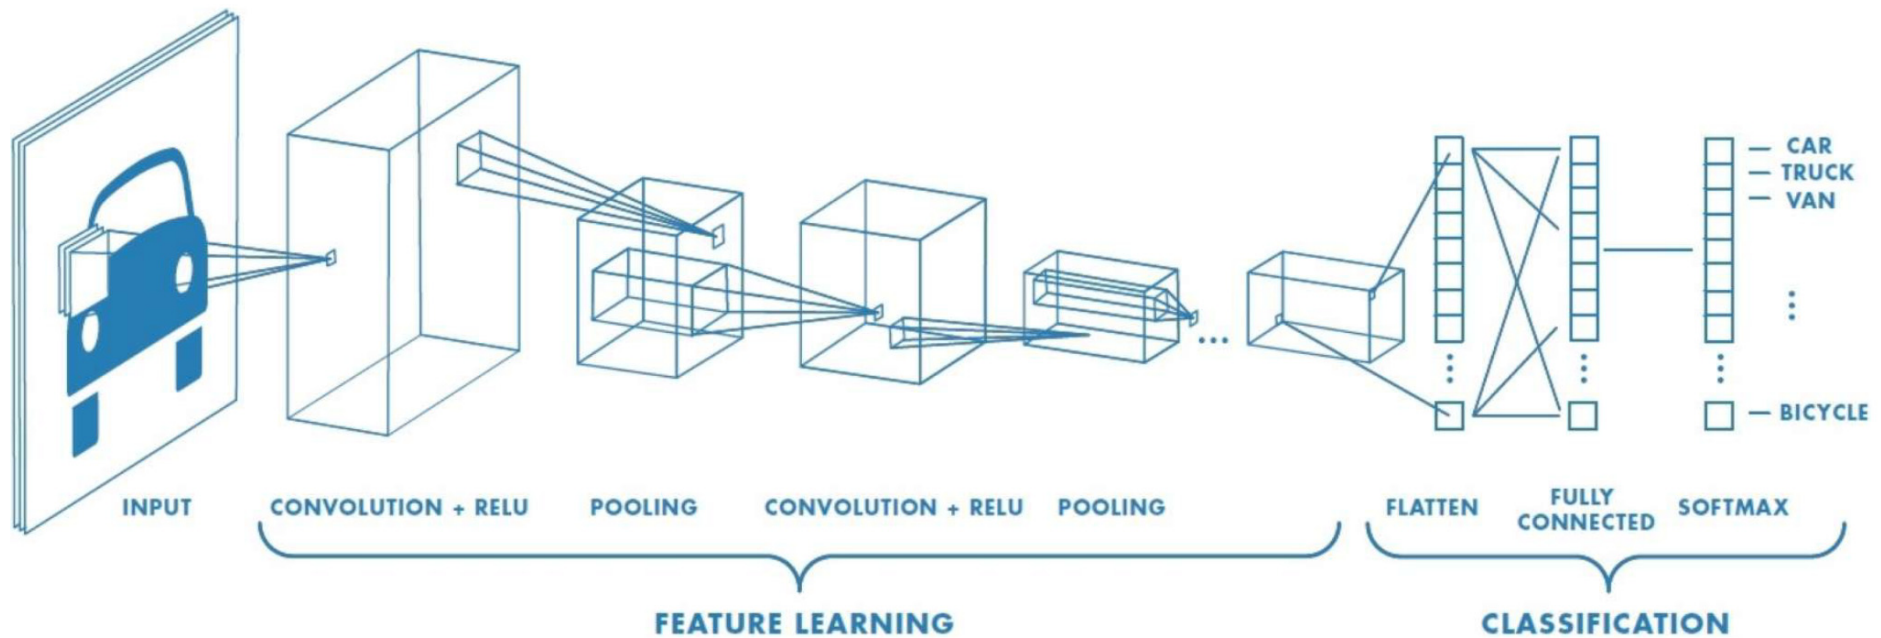 CAR
TRUCK
VAN
BICYCLE
INPUT
CONVOLUTION + RELU
POOLING
CONVOLUTION + RELU
POOLING
FLATTEN
FULLY
CONNECTED
SOFTMAX
FEATURE LEARNING
CLASSIFICATION